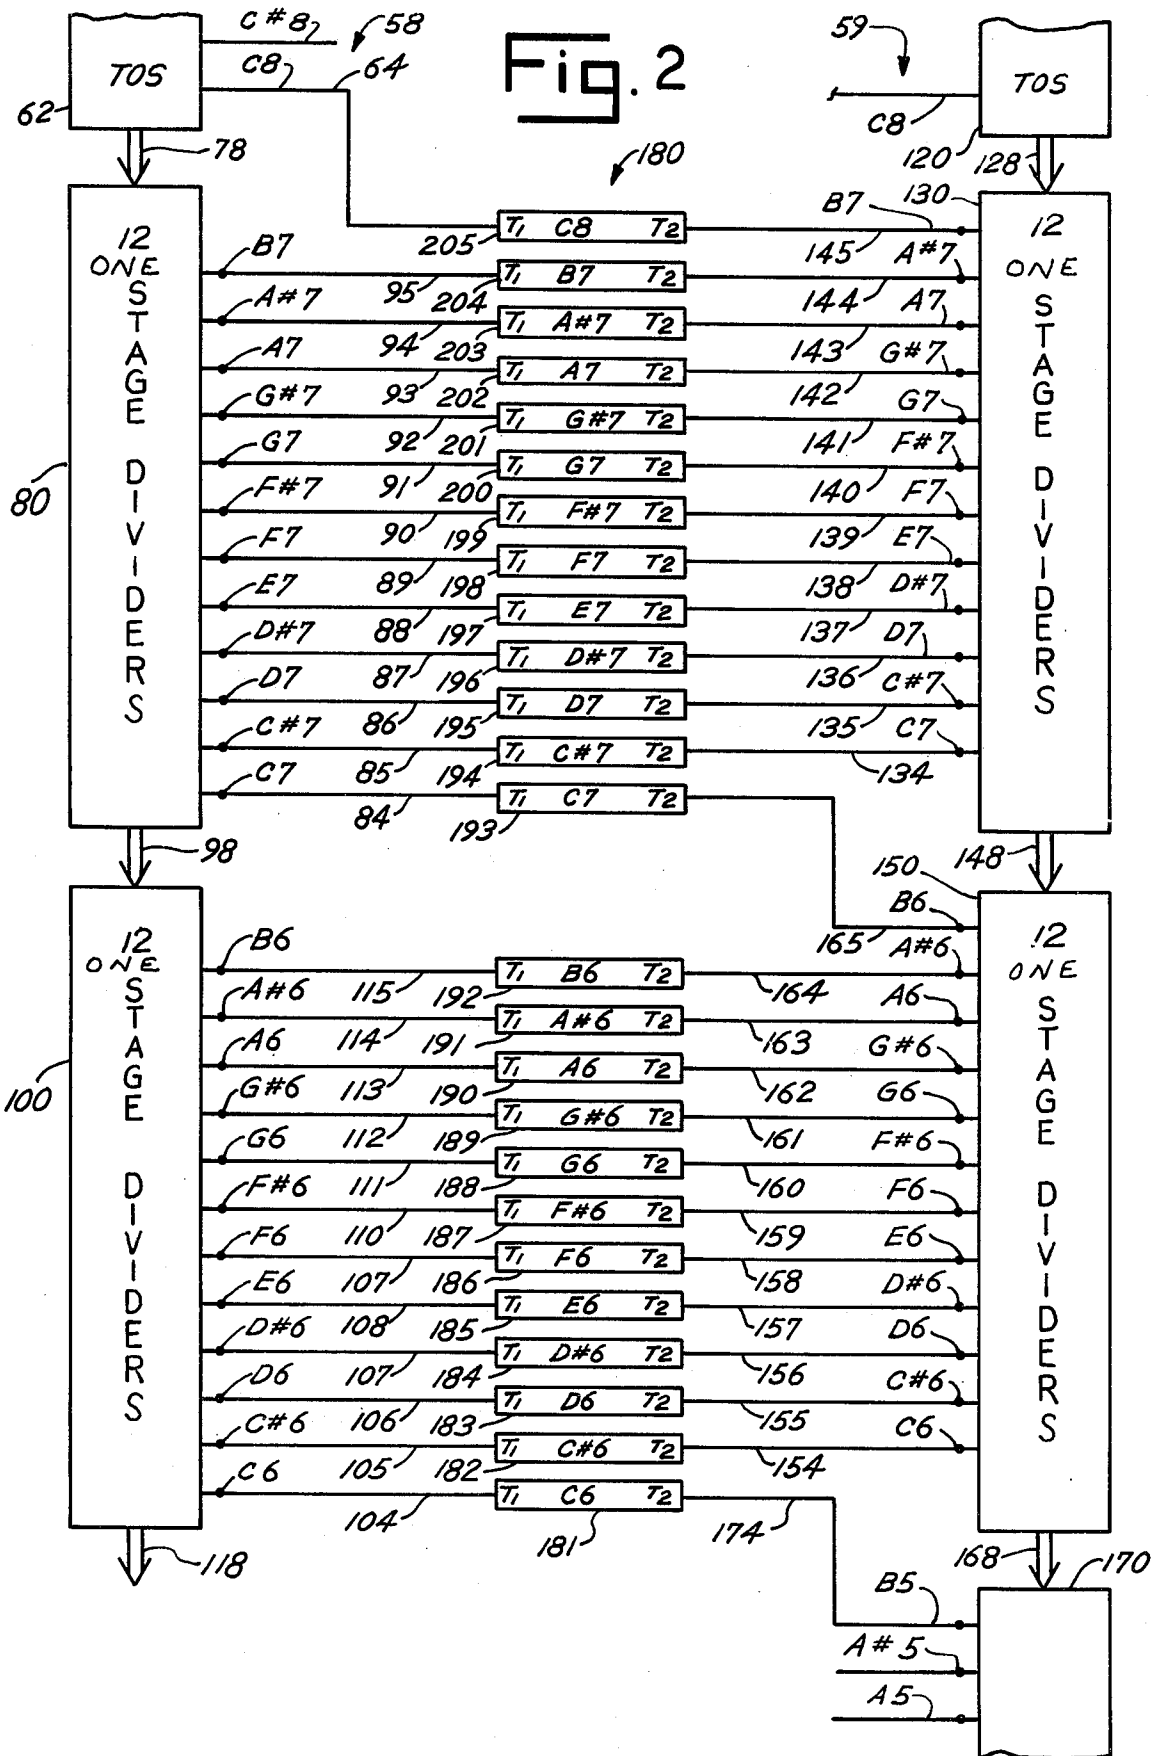 C#8
58
Fig. 2
59
C8
64
TOS
TOS
62
C8
78
180
120
128
130
12
ONE
STAGE
DIVIDERS
80
12
ONE
STAGE
DIVIDERS
205 T1 C8 T2 145 B7
B7 95 204 T1 B7 T2 144 A#7
A#7 94 203 T1 A#7 T2 143 A7
A7 93 202 T1 A7 T2 142 G#7
G#7 92 201 T1 G#7 T2 141 G7
G7 91 200 T1 G7 T2 140 F#7
F#7 90 199 T1 F#7 T2 139 F7
F7 89 198 T1 F7 T2 138 E7
E7 88 197 T1 E7 T2 137 D#7
D#7 87 196 T1 D#7 T2 136 D7
D7 86 195 T1 D7 T2 135 C#7
C#7 85 194 T1 C#7 T2 134 C7
C7 84 193 T1 C7 T2
98
148
150
12
ONE
STAGE
DIVIDERS
100
12
ONE
STAGE
DIVIDERS
165 B6
B6 115 192 T1 B6 T2 164 A#6
A#6 114 191 T1 A#6 T2 163 A6
A6 113 190 T1 A6 T2 162 G#6
G#6 112 189 T1 G#6 T2 161 G6
G6 111 188 T1 G6 T2 160 F#6
F#6 110 187 T1 F#6 T2 159 F6
F6 107 186 T1 F6 T2 158 E6
E6 108 185 T1 E6 T2 157 D#6
D#6 107 184 T1 D#6 T2 156 D6
D6 106 183 T1 D6 T2 155 C#6
C#6 105 182 T1 C#6 T2 154 C6
C6 104 181 T1 C6 T2 174
118
168
170
B5
A#5
A5